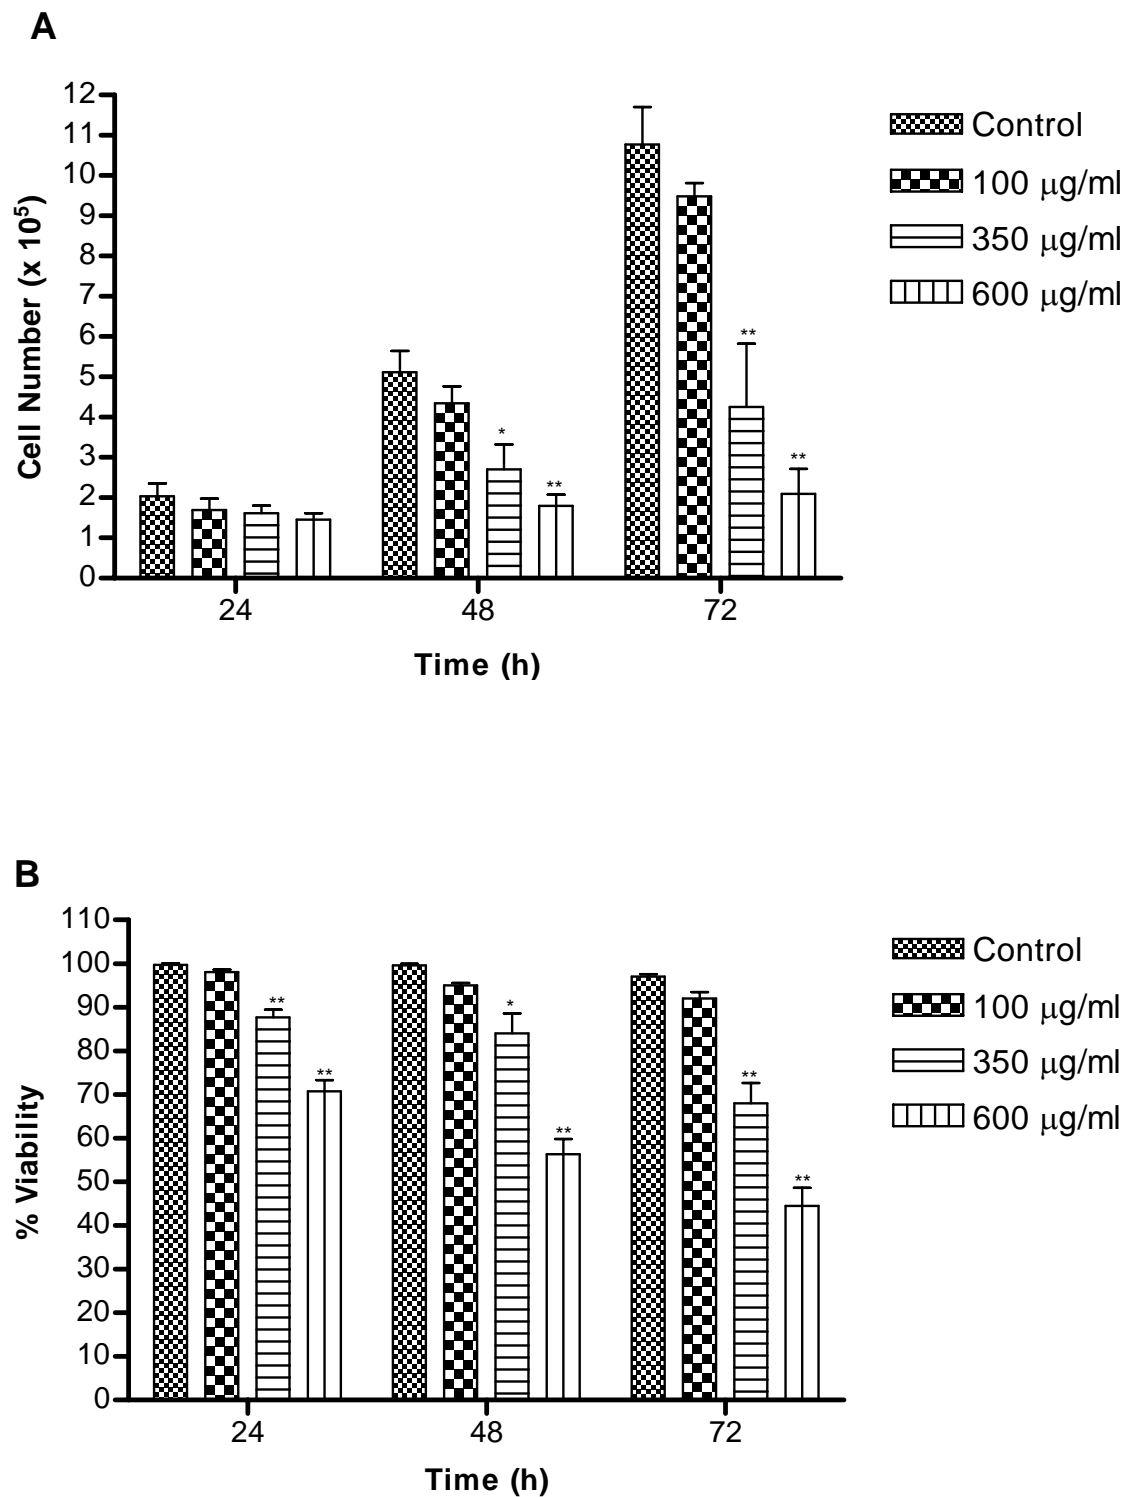 A
12
11
10
9
8
7
6
5
4
3
2
1
0
Cell Number (x 10⁵)
Control
100 μg/ml
350 μg/ml
600 μg/ml
*
**
**
**
24 48 72
Time (h)
B
110
100
90
80
70
60
50
40
30
20
10
0
% Viability
Control
100 μg/ml
350 μg/ml
600 μg/ml
**
**
*
**
**
**
24 48 72
Time (h)